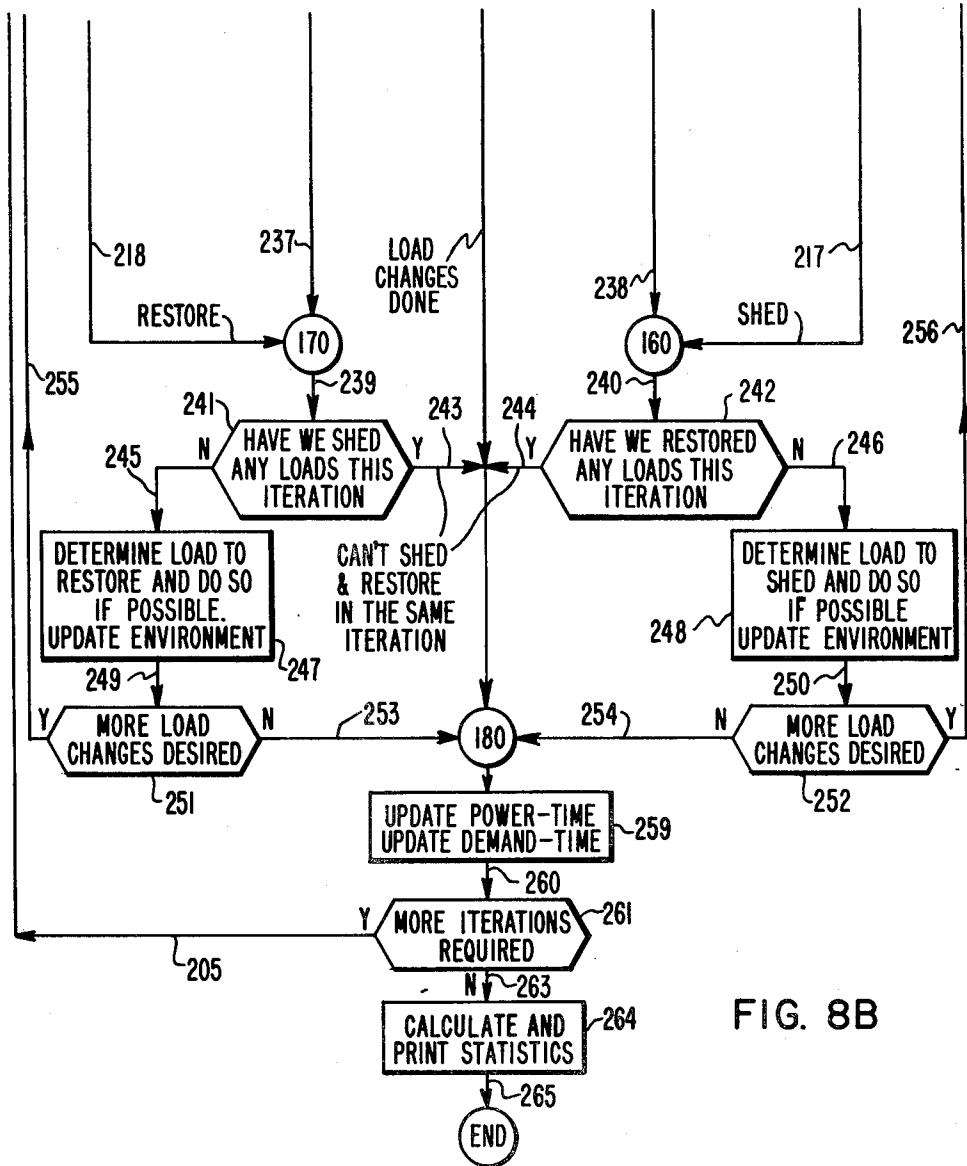 218
237
LOAD
CHANGES
DONE
238
217
256
RESTORE
170
160
SHED
255
239
240
241
243
244
242
N
HAVE WE SHED
ANY LOADS THIS
ITERATION
Y
Y
HAVE WE RESTORED
ANY LOADS THIS
ITERATION
N
245
246
DETERMINE LOAD TO
RESTORE AND DO SO
IF POSSIBLE.
UPDATE ENVIRONMENT
247
CAN'T SHED
& RESTORE
IN THE SAME
ITERATION
DETERMINE LOAD TO
SHED AND DO SO
IF POSSIBLE
UPDATE ENVIRONMENT
248
249
250
Y
MORE LOAD
CHANGES DESIRED
N
251
253
180
254
N
MORE LOAD
CHANGES DESIRED
Y
252
UPDATE POWER-TIME
UPDATE DEMAND-TIME
259
260
Y
MORE ITERATIONS
REQUIRED
261
205
N
263
CALCULATE AND
PRINT STATISTICS
264
265
END
FIG. 8B